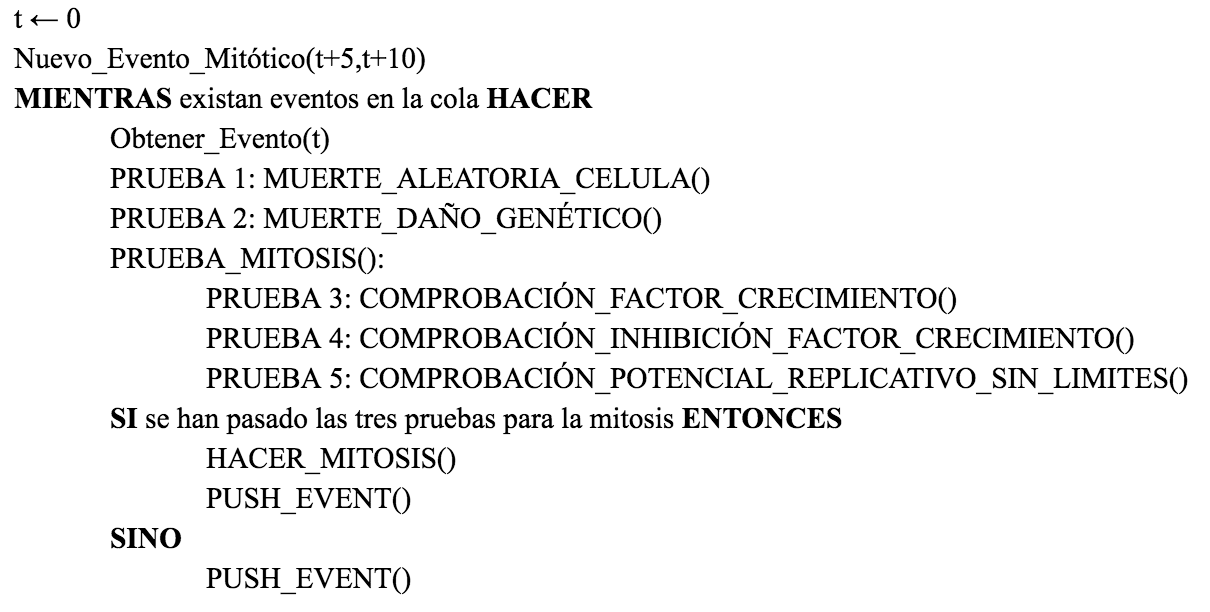 t ← 0
Nuevo_Evento_Mitótico(t+5,t+10)
MIENTRAS existan eventos en la cola HACER
Obtener_Evento(t)
PRUEBA 1: MUERTE_ALEATORIA_CELULA()
PRUEBA 2: MUERTE_DAÑO_GENÉTICO()
PRUEBA_MITOSIS():
PRUEBA 3: COMPROBACIÓN_FACTOR_CRECIMIENTO()
PRUEBA 4: COMPROBACIÓN_INHIBICIÓN_FACTOR_CRECIMIENTO()
PRUEBA 5: COMPROBACIÓN_POTENCIAL_REPLICATIVO_SIN_LIMITES()
SI se han pasado las tres pruebas para la mitosis ENTONCES
HACER_MITOSIS()
PUSH_EVENT()
SINO
PUSH_EVENT()